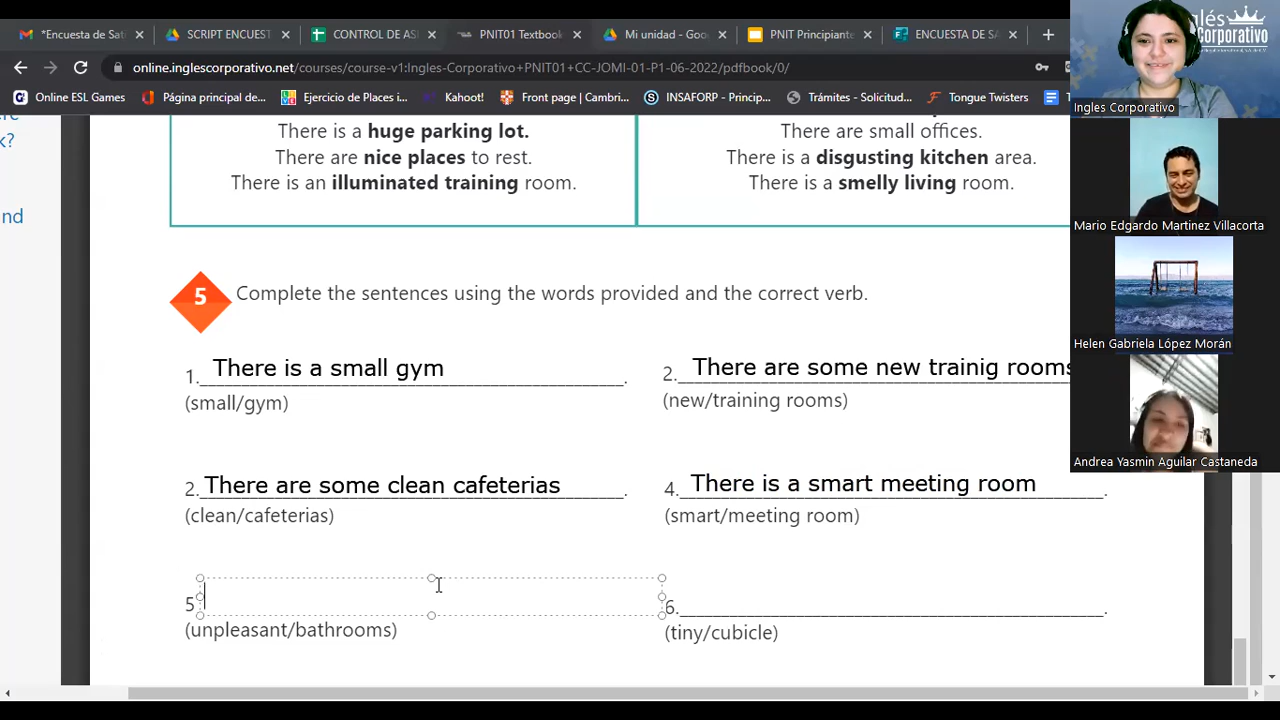 *Encuesta de Sat
SCRIPT ENCUEST
CONTROL DE ASI
PNIT01 Textbook
Mi unidad - Goo
PNIT Principiante
ENCUESTA DE SA
online.inglescorporativo.net/courses/course-v1:Ingles-Corporativo+PNIT01+CC-JOMI-01-P1-06-2022/pdfbook/0/
Online ESL Games
Página principal...
Ejercicio de Places i...
Kahoot!
Front page | Cambri...
INSAFORP - Princip...
Trámites - Solicitud...
Tongue Twisters
glés
Corporativo
Ingles Corporativo
Mario Edgardo Martinez Villacorta
Helen Gabriela López Morán
Andrea Yasmin Aguilar Castaneda
k?
nd
There is a huge parking lot.
There are nice places to rest.
There is an illuminated training room.
There are small offices.
There is a disgusting kitchen area.
There is a smelly living room.
5 Complete the sentences using the words provided and the correct verb.
1. There is a small gym.
(small/gym)
2. There are some new trainig rooms
(new/training rooms)
2. There are some clean cafeterias.
(clean/cafeterias)
4. There is a smart meeting room.
(smart/meeting room)
5
(unpleasant/bathrooms)
6.
(tiny/cubicle)